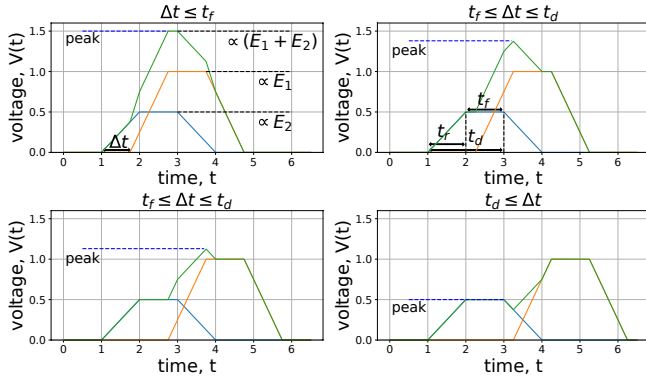 Δt ≤ t_f
voltage, V(t)
1.5
1.0
0.5
0.0
peak
∝(E₁ + E₂)
∝E₁
∝E₂
Δt
0 1 2 3 4 5 6
time, t
t_f ≤ Δt ≤ t_d
voltage, V(t)
1.5
1.0
0.5
0.0
peak
t_f
t_f
t_d
0 1 2 3 4 5 6
time, t
t_f ≤ Δt ≤ t_d
voltage, V(t)
1.5
1.0
0.5
0.0
peak
0 1 2 3 4 5 6
time, t
t_d ≤ Δt
voltage, V(t)
1.5
1.0
0.5
0.0
peak
0 1 2 3 4 5 6
time, t